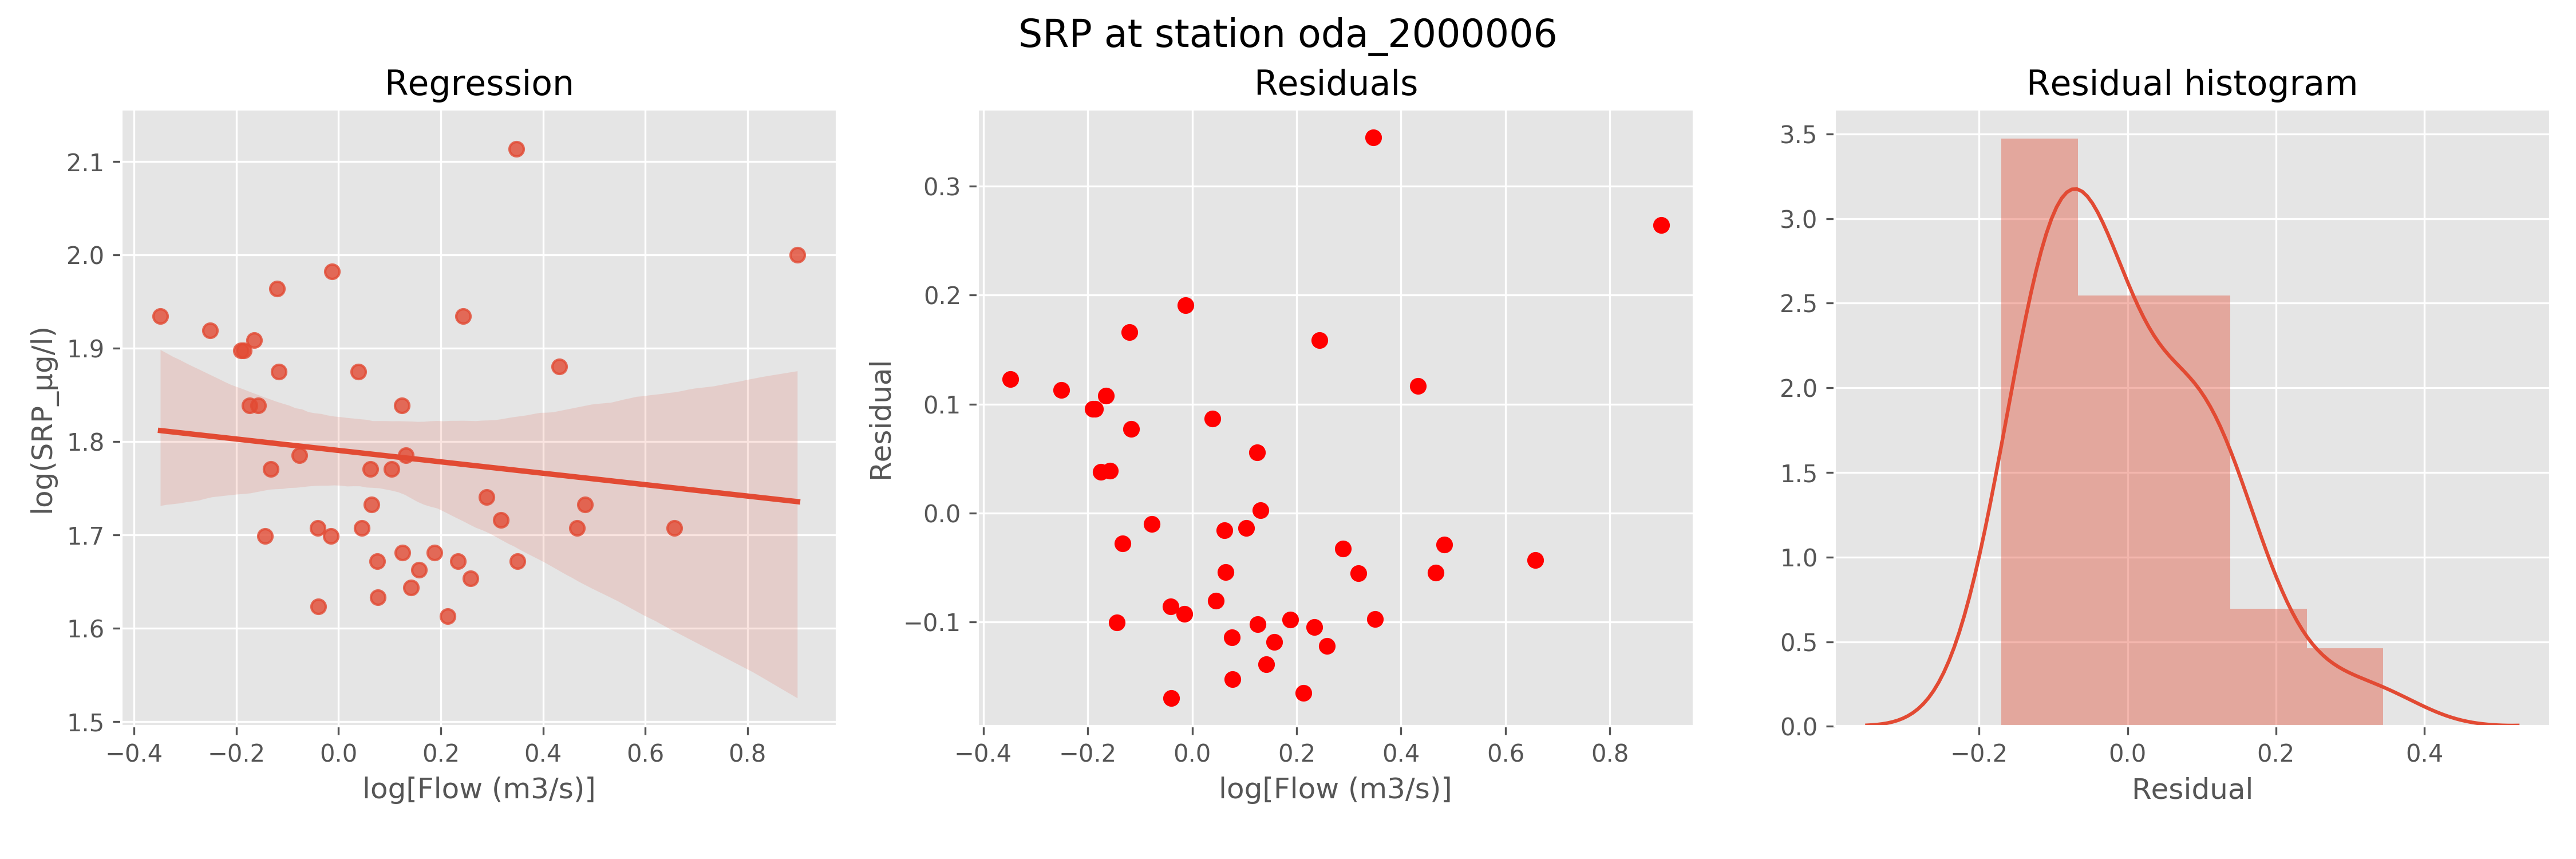 SRP at station oda_2000006
Regression
2.1
2.0
1.9
1.8
1.7
1.6
1.5
−0.4 −0.2 0.0 0.2 0.4 0.6 0.8
log[Flow (m3/s)]
log(SRP_µg/l)
Residuals
0.3
0.2
0.1
0.0
−0.1
−0.4 −0.2 0.0 0.2 0.4 0.6 0.8
log[Flow (m3/s)]
Residual
Residual histogram
3.5
3.0
2.5
2.0
1.5
1.0
0.5
0.0
−0.2 0.0 0.2 0.4
Residual